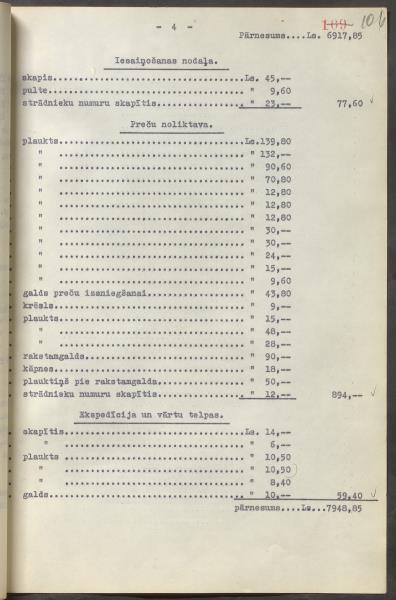 - 4 -
109 106
Pārnesums....Ls. 6917,85
Iesaiņošanas nodaļa.
skapis..........Ls. 45,--
pulte.......... " 9,60
strādnieku numuru skapītis.......... " 23,-- 77,60
Preču noliktava.
plaukts..........Ls.139,80
" .......... " 132,--
" .......... " 90,60
" .......... " 70,80
" .......... " 12,80
" .......... " 12,80
" .......... " 12,80
" .......... " 30,--
" .......... " 30,--
" .......... " 24,--
" .......... " 15,--
" .......... " 9,60
galds preču izsniegšanai.......... " 43,80
krēsls.......... " 9,--
plaukts.......... " 15,--
" .......... " 48,--
" .......... " 28,--
rakstamgalds.......... " 90,--
kāpnes.......... " 18,--
plauktiņš pie rakstamgalda.......... " 50,--
strādnieku numuru skapītis.......... " 12,-- 894,--
Ekspedīcija un vārtu telpas.
skapītis..........Ls. 14,--
" .......... " 6,--
plaukts .......... " 10,50
" .......... " 10,50)
" .......... " 8,40
galds.......... " 10,-- 59,40
pārnesums....Ls...7948,85